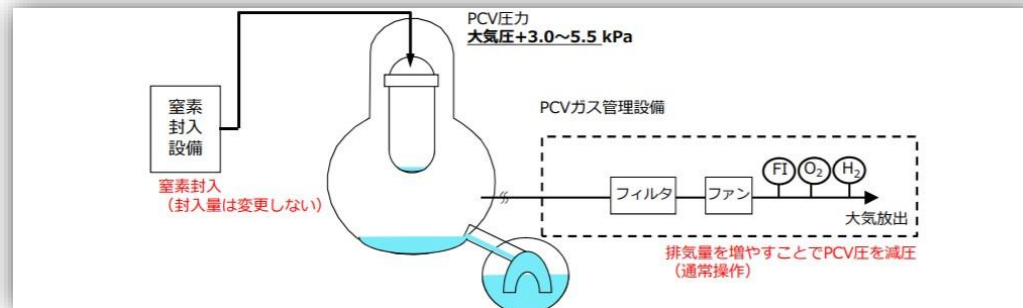 PCV圧力
大気圧+3.0～5.5 kPa
窒素
封入
設備
窒素封入
（封入量は変更しない）
PCVガス管理設備
フィルタ
ファン
FI
O2
H2
大気放出
排気量を増やすことでPCV圧を減圧
（通常操作）